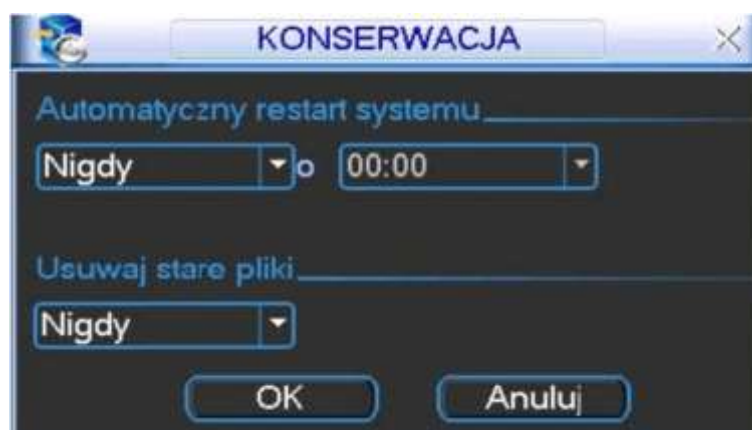 KONSERWACJA
Automatyczny restart systemu
Nigdy o 00:00
Usuwaj stare pliki
Nigdy
OK Anuluj